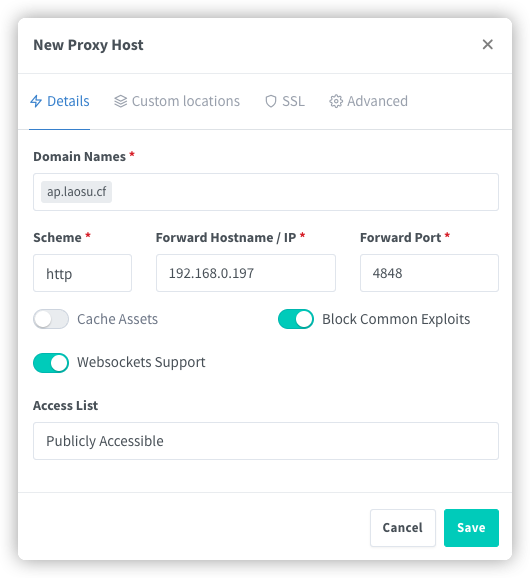 New Proxy Host
Details Custom locations SSL Advanced
Domain Names *
ap.laosu.cf
Scheme * Forward Hostname / IP * Forward Port *
http 192.168.0.197 4848
Cache Assets Block Common Exploits
Websockets Support
Access List
Publicly Accessible
Cancel Save